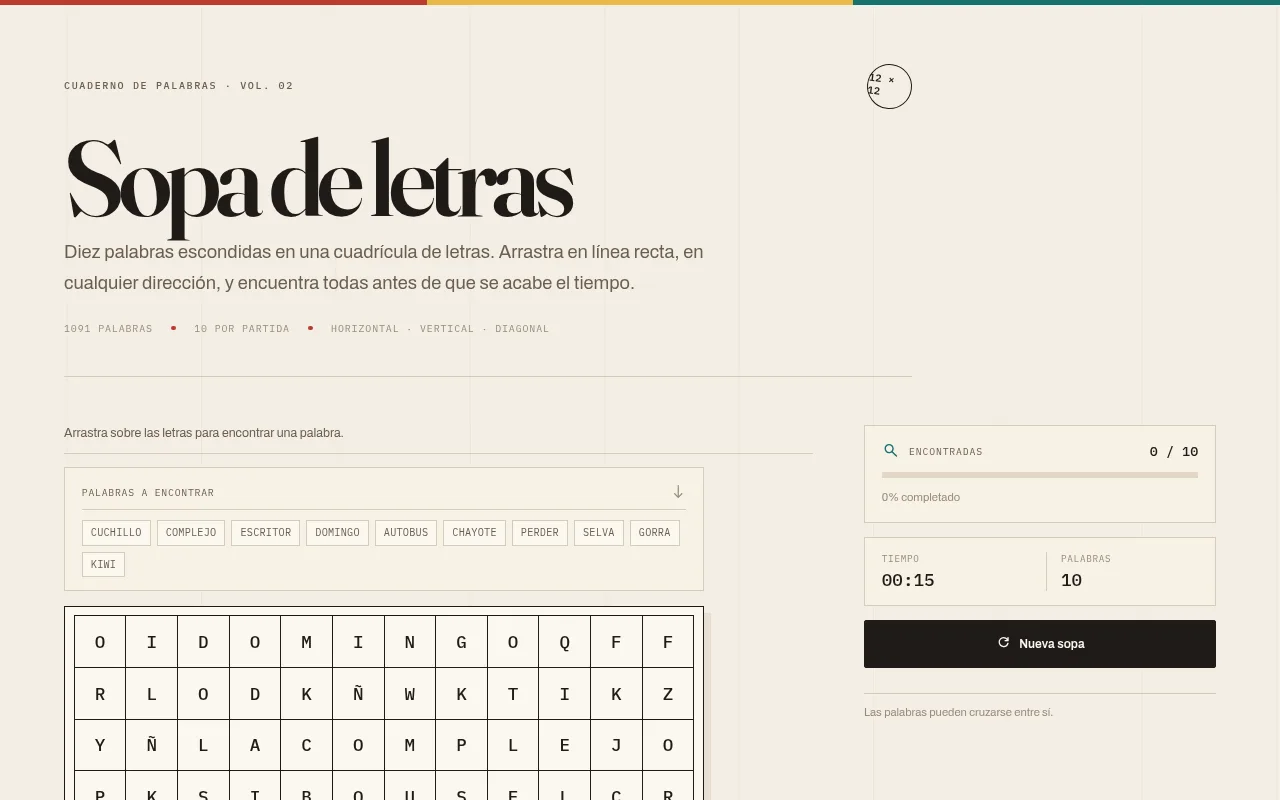 CUADERNO DE PALABRAS · VOL. 02
12 ×
12
Sopa de letras
Diez palabras escondidas en una cuadrícula de letras. Arrastra en línea recta, en
cualquier dirección, y encuentra todas antes de que se acabe el tiempo.
1091 PALABRAS • 10 POR PARTIDA • HORIZONTAL · VERTICAL · DIAGONAL
Arrastra sobre las letras para encontrar una palabra.
PALABRAS A ENCONTRAR ↓
CUCHILLO COMPLEJO ESCRITOR DOMINGO AUTOBUS CHAYOTE PERDER SELVA GORRA
KIWI
O I D O M I N G O Q F F
R L O D K Ñ W K T I K Z
Y Ñ L A C O M P L E J O
P K S I B O U S E L C R
ENCONTRADAS 0 / 10
0% completado
TIEMPO PALABRAS
00:15 10
Nueva sopa
Las palabras pueden cruzarse entre sí.